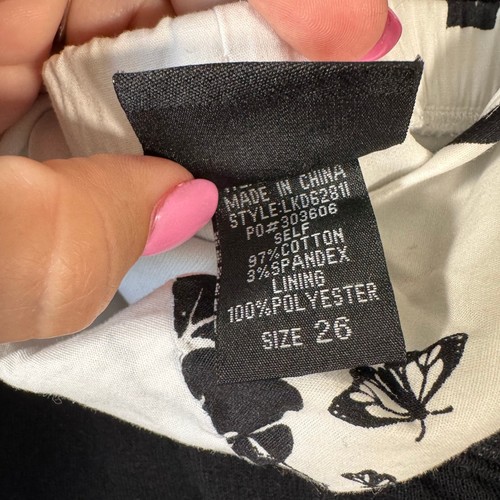 MADE IN CHINA
STYLE:LKD62811
PO#303606
SELF
97%COTTON
3%SPANDEX
LINING
100%POLYESTER
SIZE 26